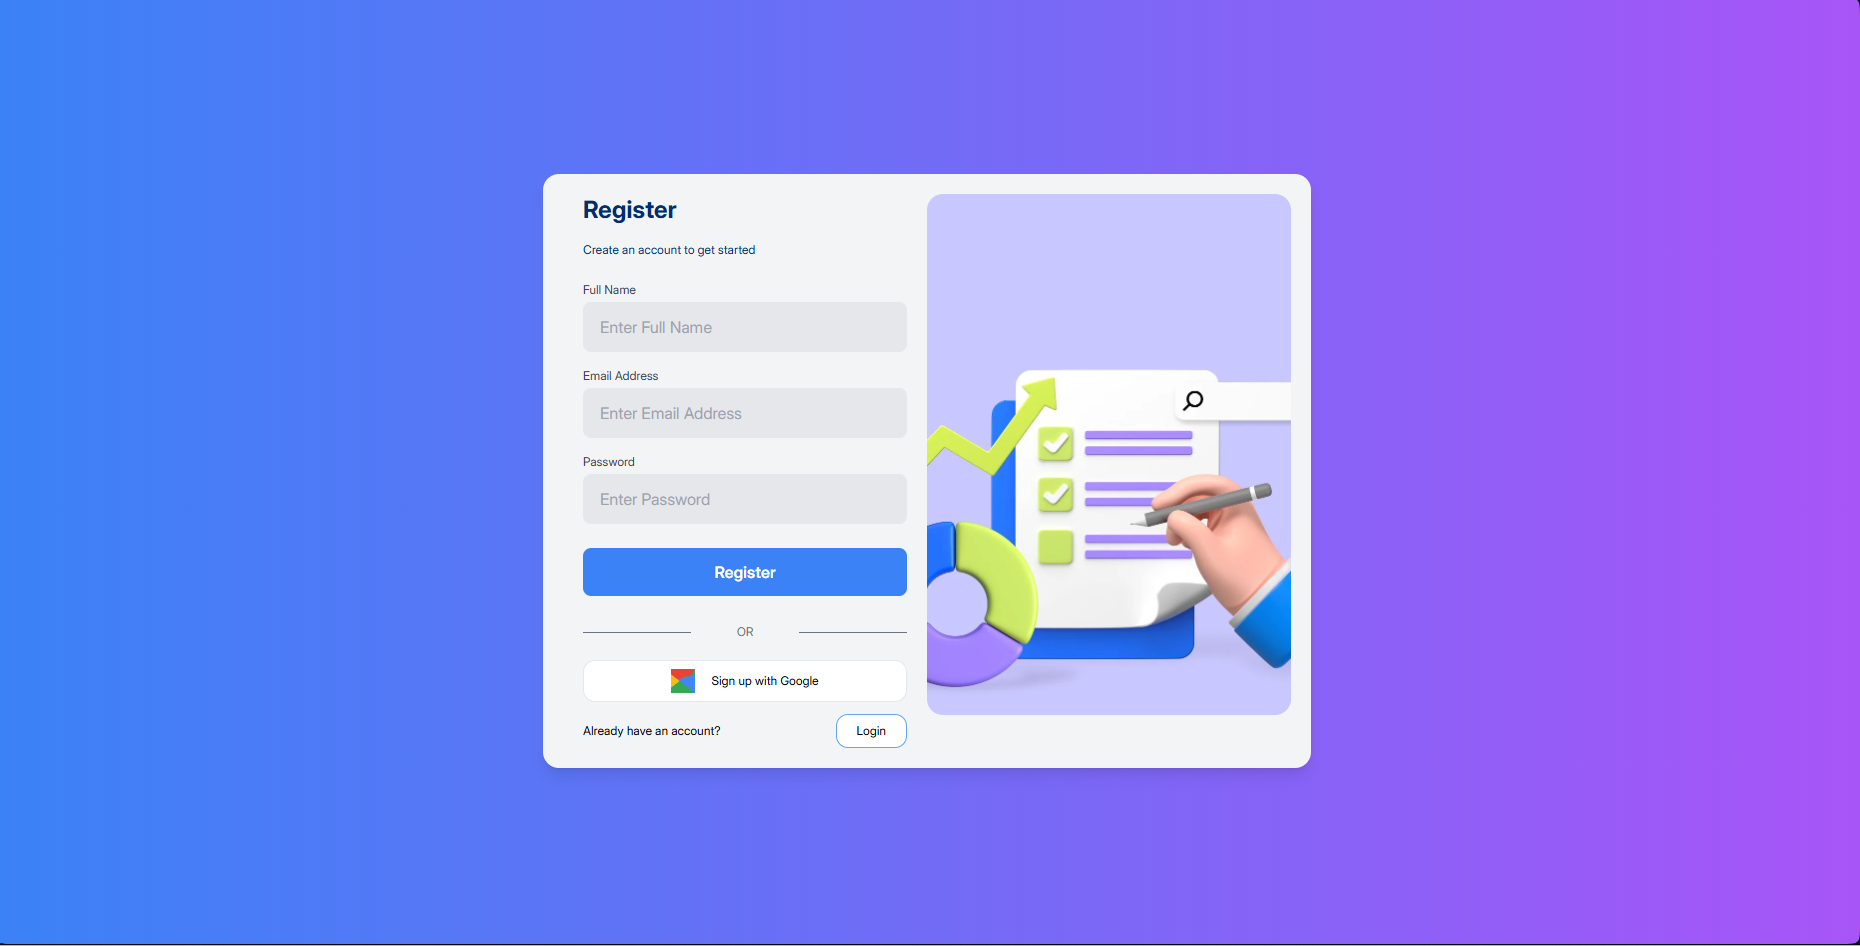 Register
Create an account to get started
Full Name
Enter Full Name
Email Address
Enter Email Address
Password
Enter Password
Register
OR
Sign up with Google
Already have an account?
Login